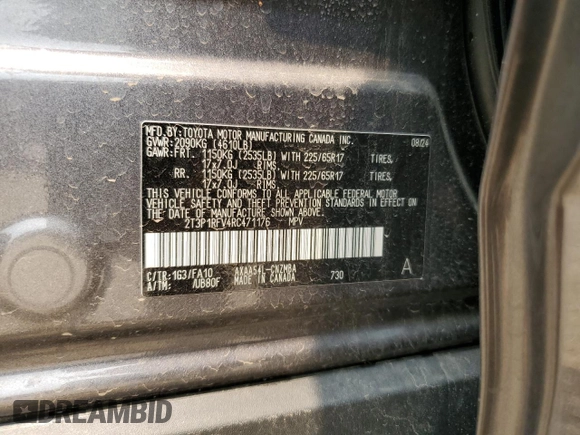 MFD.BY:TOYOTA MOTOR MANUFACTURING CANADA INC.
GVWR:2090KG (4610LB) 08/24
GAWR:FRT. 1150KG (2535LB) WITH 225/65R17 TIRES,
17x7.0J RIMS.
RR. 1150KG (2535LB) WITH 225/65R17 TIRES,
17x7.0J RIMS.
THIS VEHICLE CONFORMS TO ALL APPLICABLE FEDERAL MOTOR
VEHICLE SAFETY AND THEFT PREVENTION STANDARDS IN EFFECT ON
THE DATE OF MANUFACTURE SHOWN ABOVE.
2T3P1RFV4RC471176 MPV
C/TR:1G3/FA10 AXAA54L-CNZMBA 730 A
A/TM: /UB80F MADE IN CANADA
DREAMBID